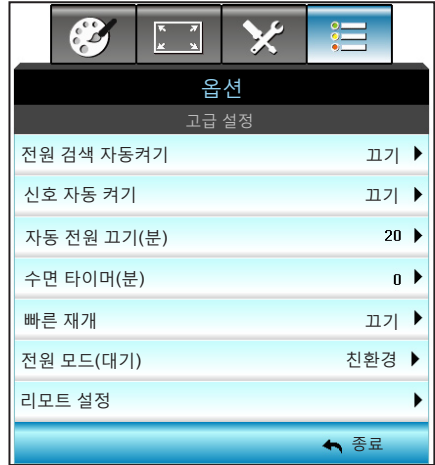 옵션
고급 설정
전원 검색 자동켜기 끄기
신호 자동 켜기 끄기
자동 전원 끄기(분) 20
수면 타이머(분) 0
빠른 재개 끄기
전원 모드(대기) 친환경
리모트 설정
종료